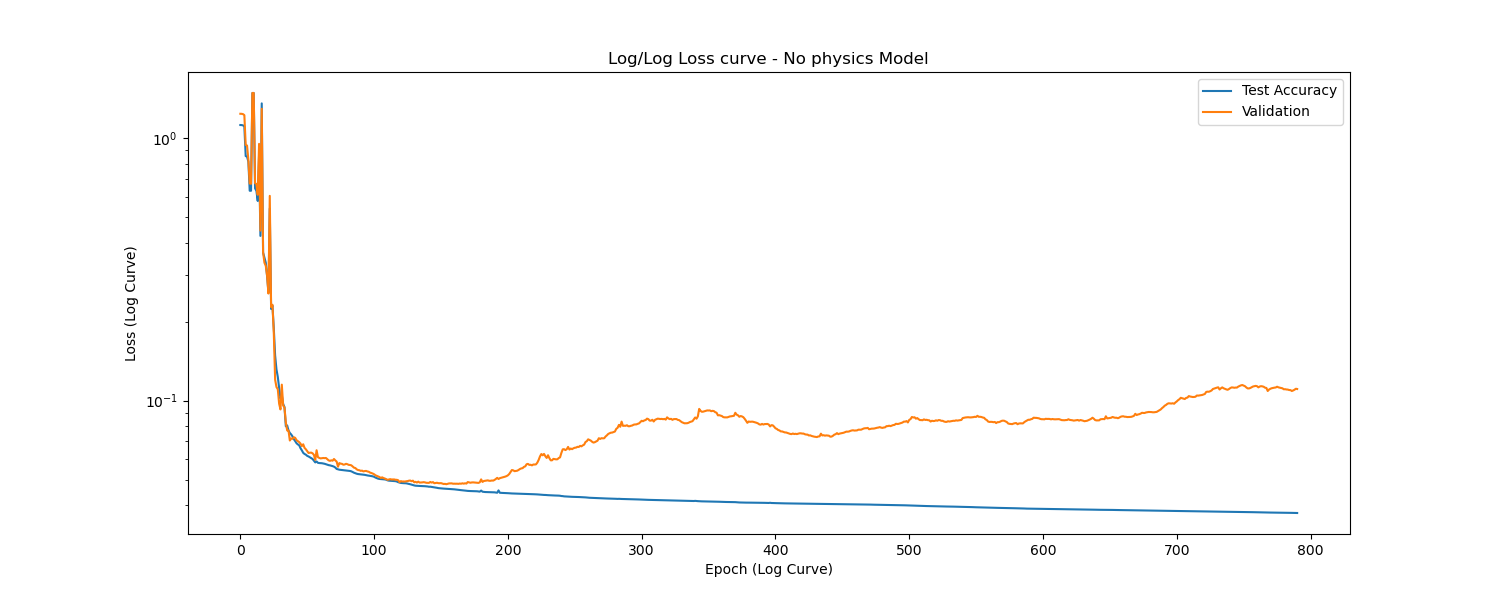 Log/Log Loss curve - No physics Model
Test Accuracy
Validation
Loss (Log Curve)
10⁰
10⁻¹
0 100 200 300 400 500 600 700 800
Epoch (Log Curve)